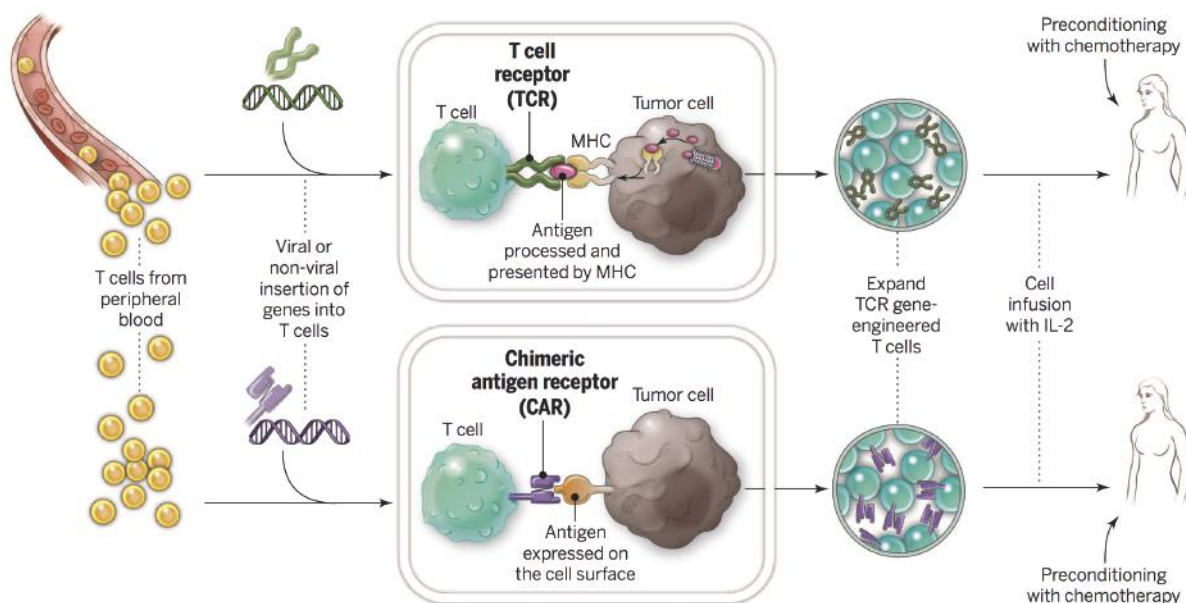 T cells from
peripheral
blood
Viral or
non-viral
insertion of
genes into
T cells
T cell
receptor
(TCR)
T cell
MHC
Tumor cell
Antigen
processed and
presented by MHC
Chimeric
antigen receptor
(CAR)
T cell
Tumor cell
Antigen
expressed on
the cell surface
Expand
TCR gene-
engineered
T cells
Cell
infusion
with IL-2
Preconditioning
with chemotherapy
Preconditioning
with chemotherapy